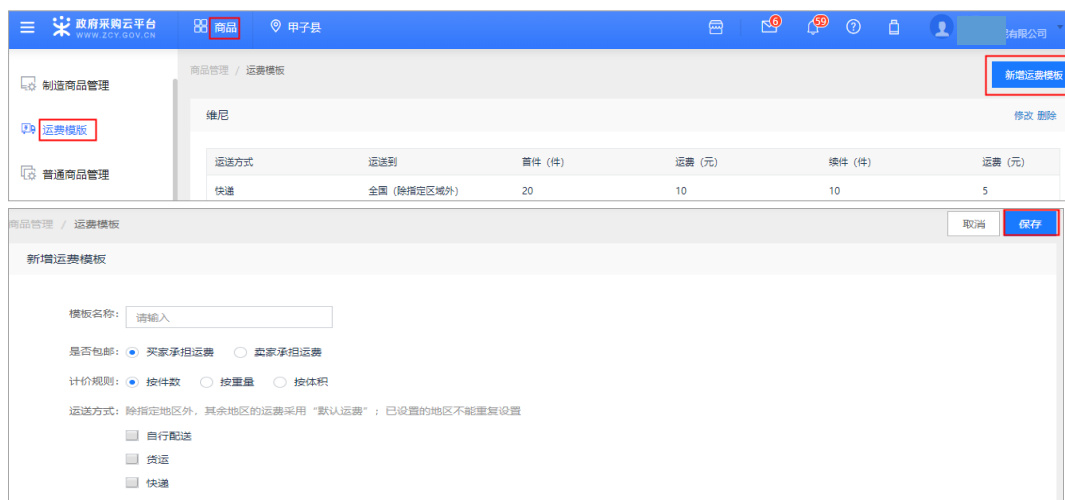 政府采购云平台 商品 甲子县 6 59
WWW.ZCY.GOV.CN 有限公司
商品管理 / 运费模板 新增运费模板
制造商品管理
维尼 修改 删除
运费模版
运送方式 运送到 首件（件） 运费（元） 续件（件） 运费（元）
普通商品管理
快递 全国（除指定区域外） 20 10 10 5
商品管理 / 运费模板 取消 保存
新增运费模板
模板名称： 请输入
是否包邮： 买家承担运费 卖家承担运费
计价规则： 按件数 按重量 按体积
运送方式： 除指定地区外，其余地区的运费采用“默认运费”；已设置的地区不能重复设置
自行配送
货运
快递